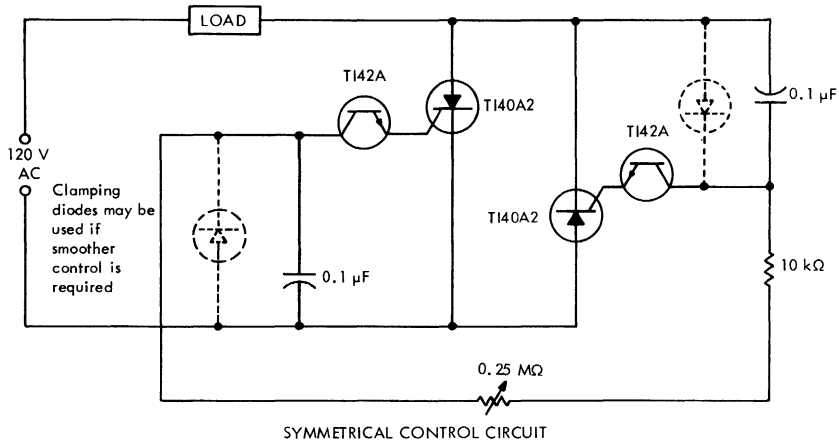 LOAD
TI42A
TI40A2
0.1 µF
TI42A
120 V
AC
Clamping
diodes may be
used if
smoother
control is
required
TI40A2
0.1 µF
10 kΩ
0.25 MΩ
SYMMETRICAL CONTROL CIRCUIT